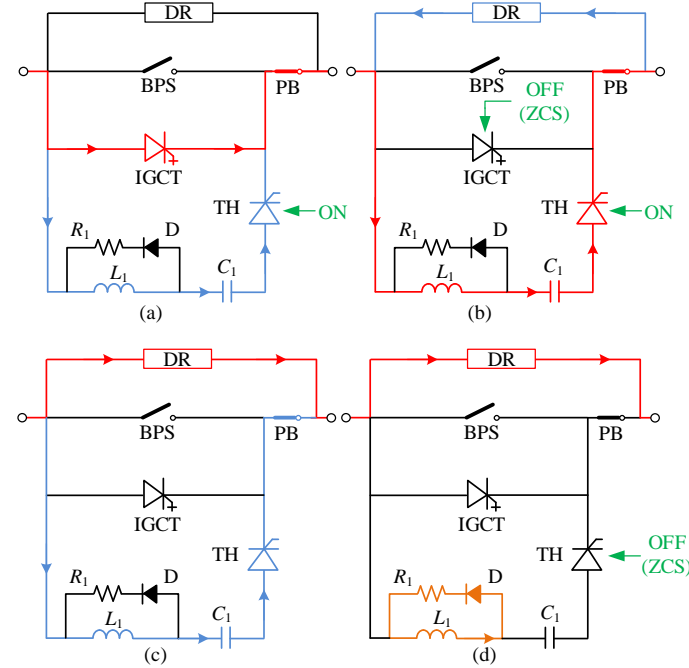 DR
BPS
PB
IGCT
TH
ON
R1
D
L1
C1
(a)
DR
BPS
PB
OFF
(ZCS)
IGCT
TH
ON
R1
D
L1
C1
(b)
DR
BPS
PB
IGCT
TH
R1
D
L1
C1
(c)
DR
BPS
PB
IGCT
TH
OFF
(ZCS)
R1
D
L1
C1
(d)